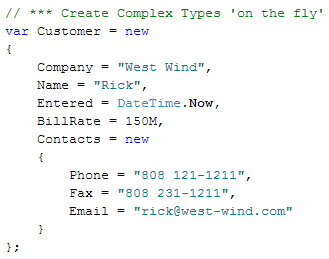 // *** Create Complex Types 'on the fly'
var Customer = new
{
    Company = "West Wind",
    Name = "Rick",
    Entered = DateTime.Now,
    BillRate = 150M,
    Contacts = new
    {
        Phone = "808 121-1211",
        Fax = "808 231-1211",
        Email = "rick@west-wind.com"
    }
};